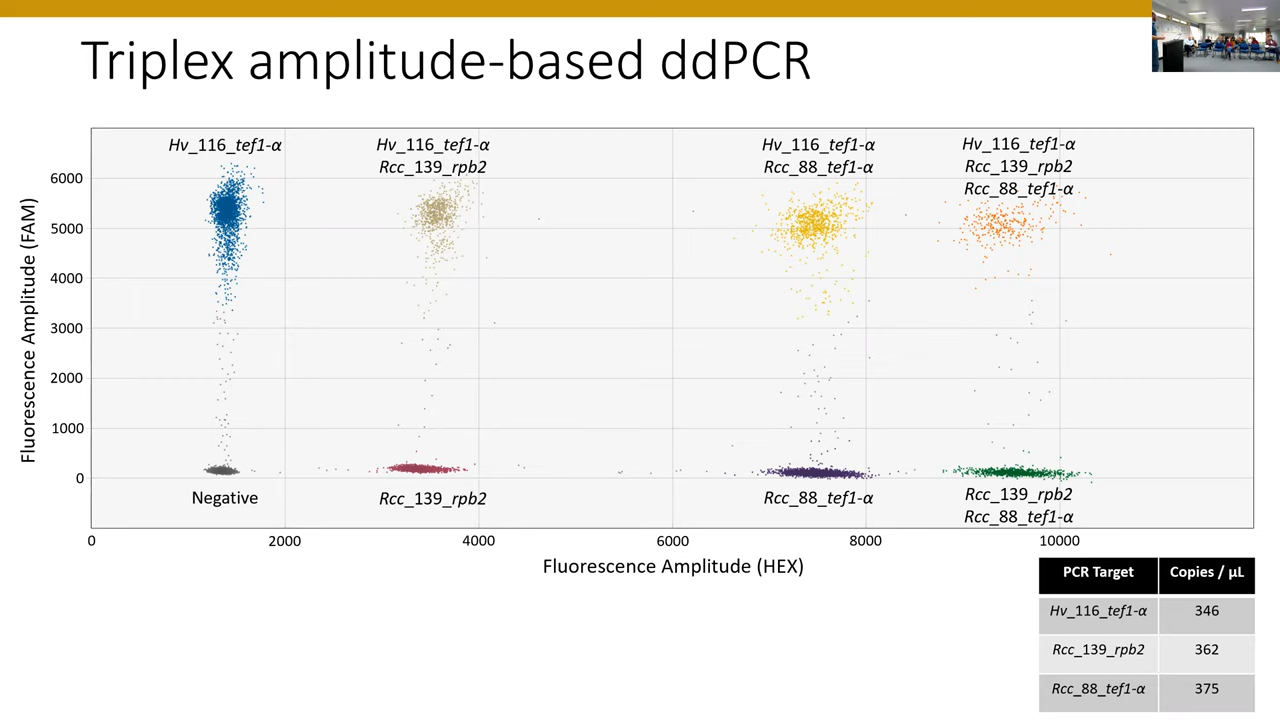 Triplex amplitude-based ddPCR
Hv_116_tef1-α
Hv_116_tef1-α
Rcc_139_rpb2
Hv_116_tef1-α
Rcc_88_tef1-α
Hv_116_tef1-α
Rcc_139_rpb2
Rcc_88_tef1-α
Fluorescence Amplitude (FAM)
6000
5000
4000
3000
2000
1000
0
Negative
Rcc_139_rpb2
Rcc_88_tef1-α
Rcc_139_rpb2
Rcc_88_tef1-α
0 2000 4000 6000 8000 10000
Fluorescence Amplitude (HEX)
PCR Target Copies / µL
Hv_116_tef1-α 346
Rcc_139_rpb2 362
Rcc_88_tef1-α 375